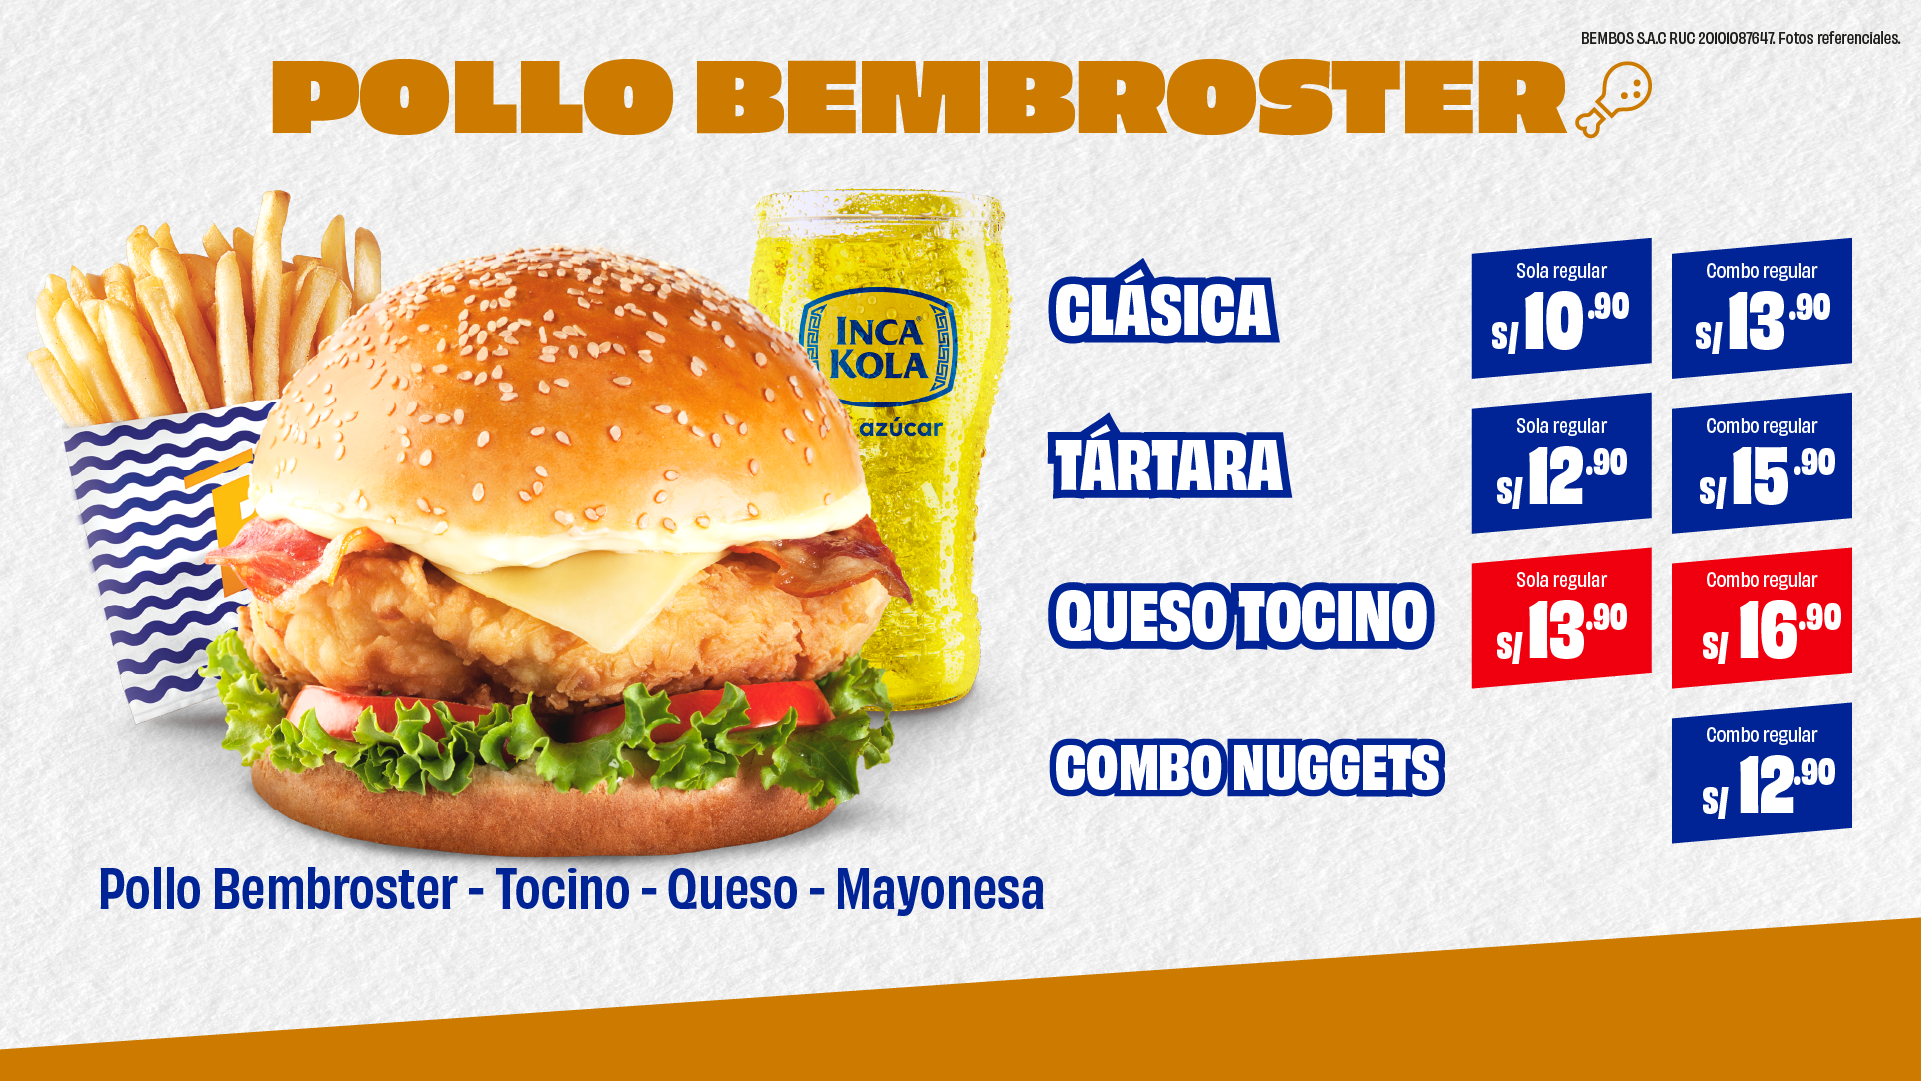 BEMBOS S.A.C RUC 20101087647. Fotos referenciales.
POLLO BEMBROSTER
INCA
KOLA
azúcar
CLÁSICA
Sola regular
S/ 10.90
Combo regular
S/ 13.90
TÁRTARA
Sola regular
S/ 12.90
Combo regular
S/ 15.90
QUESO TOCINO
Sola regular
S/ 13.90
Combo regular
S/ 16.90
COMBO NUGGETS
Combo regular
S/ 12.90
Pollo Bembroster - Tocino - Queso - Mayonesa